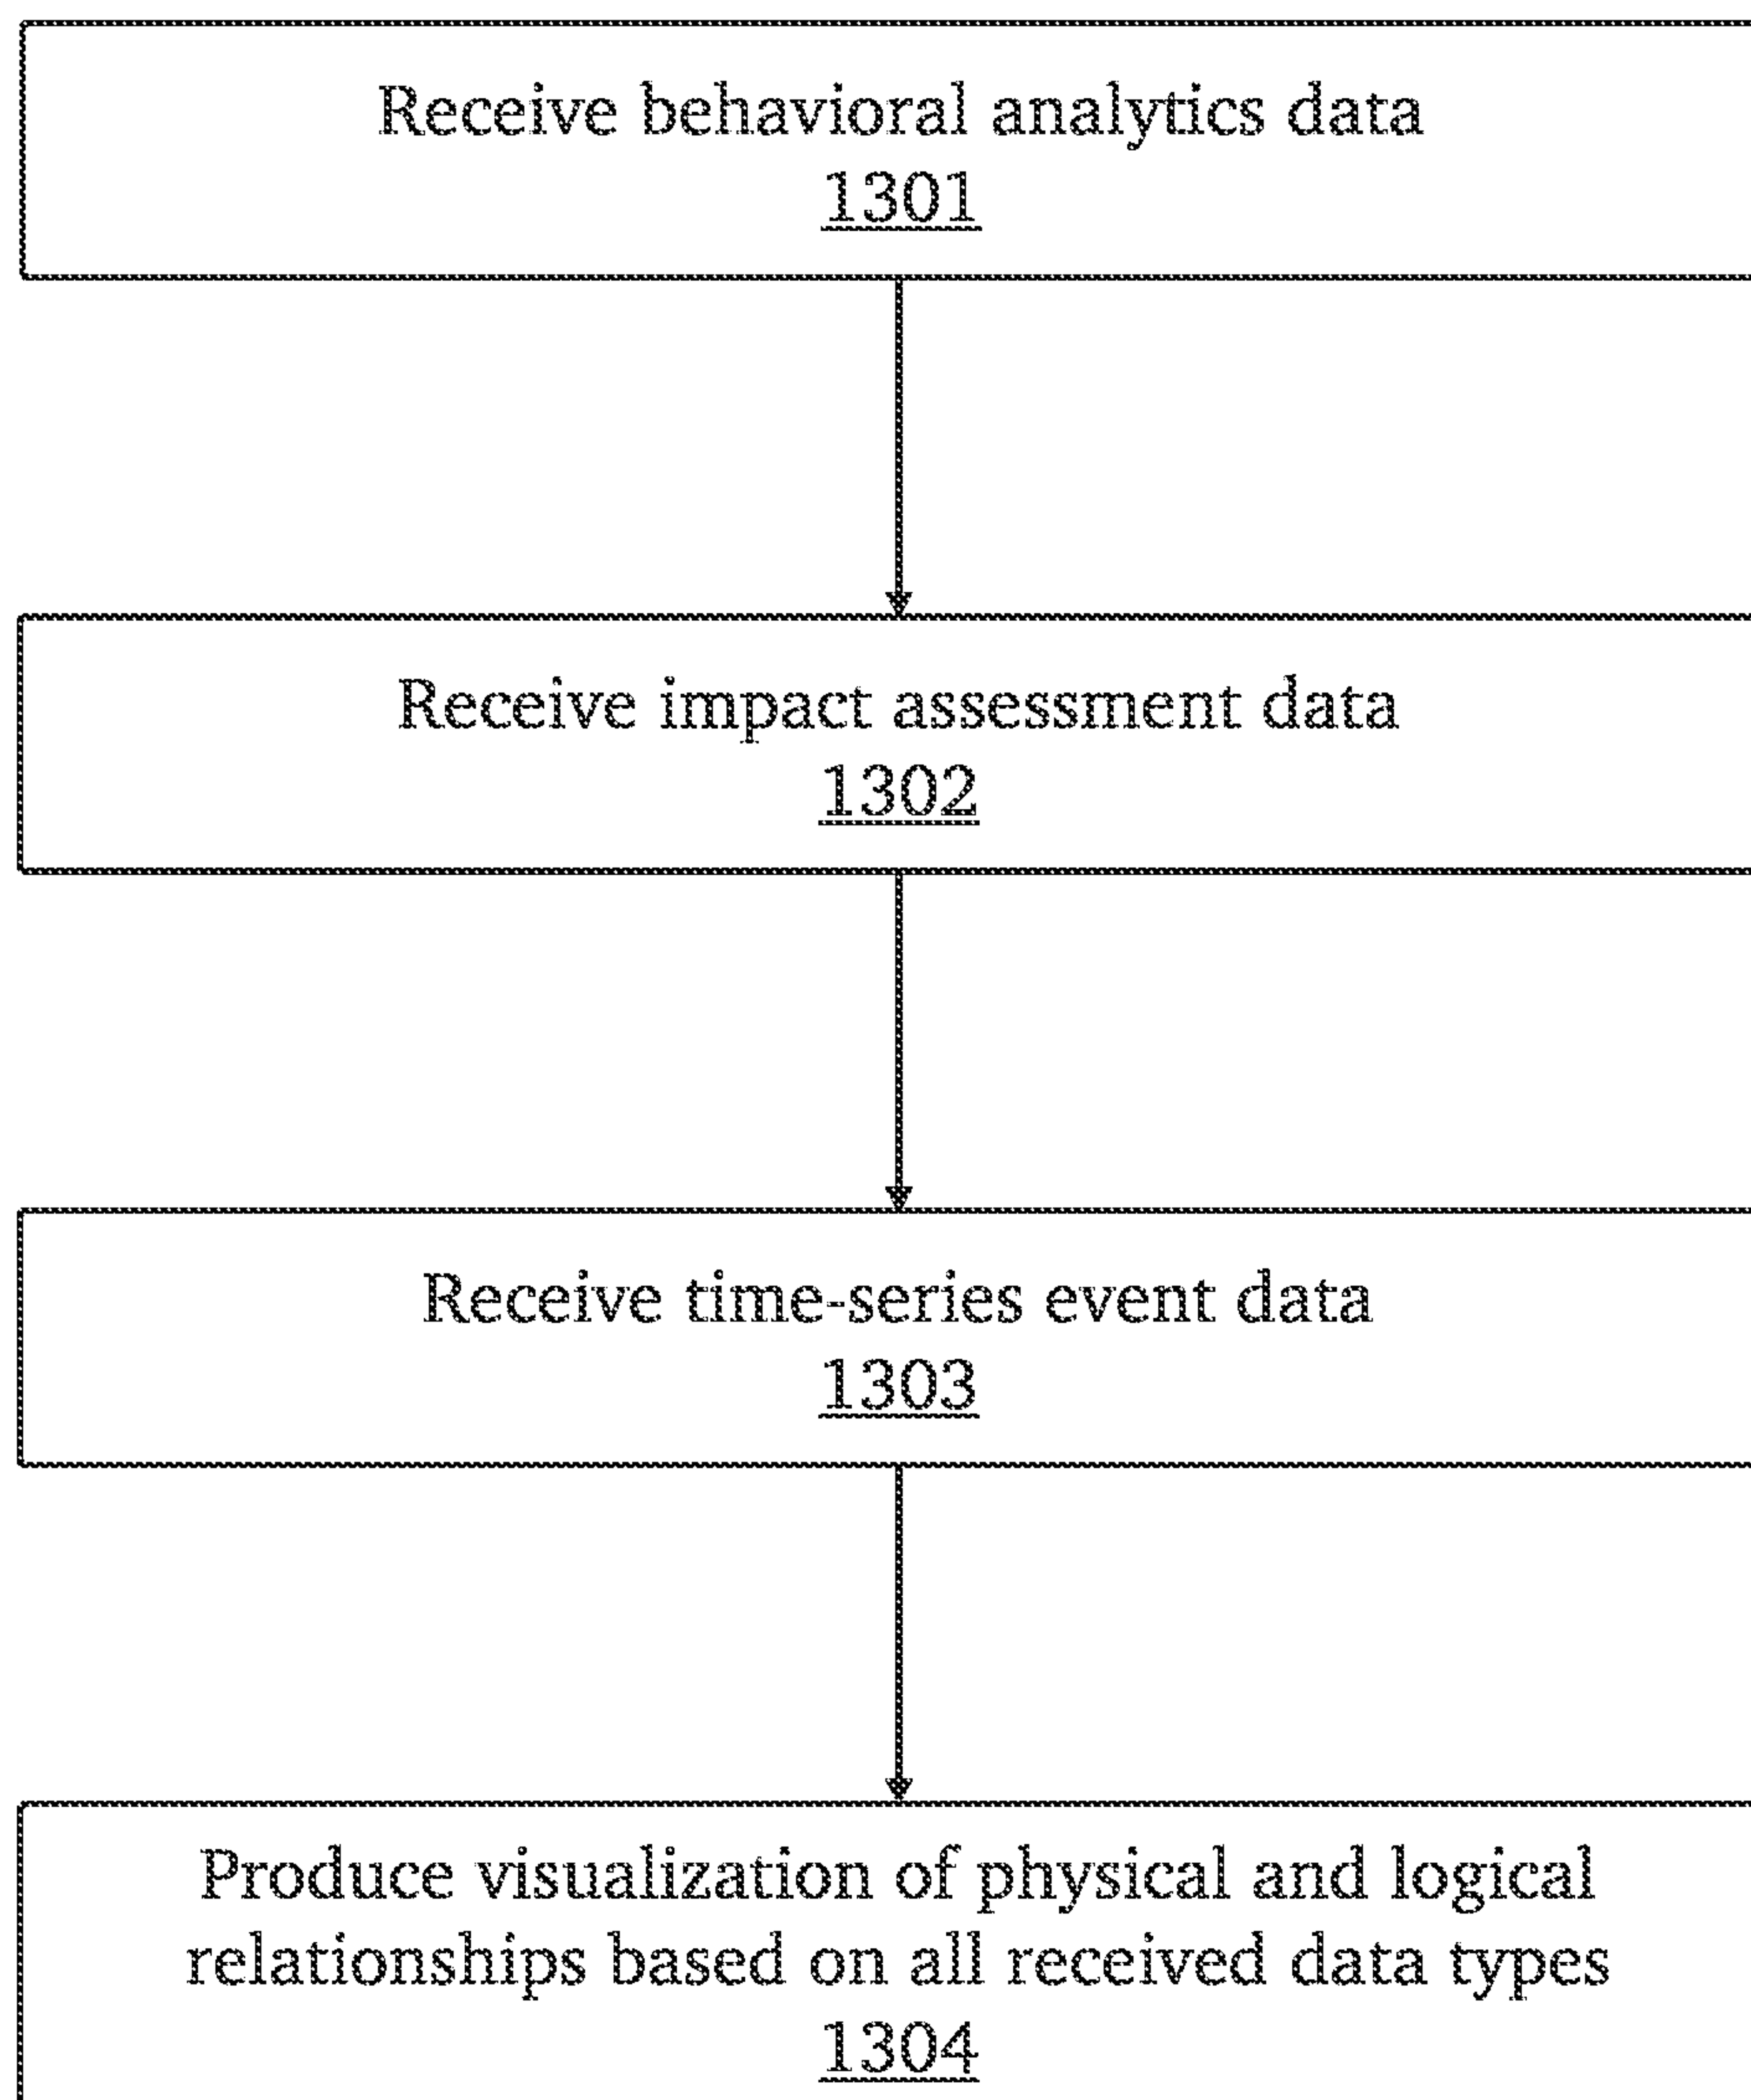 Receive behavioral analytics data
1301
Receive impact assessment data
1302
Receive time-series event data
1303
Produce visualization of physical and logical
relationships based on all received data types
1304